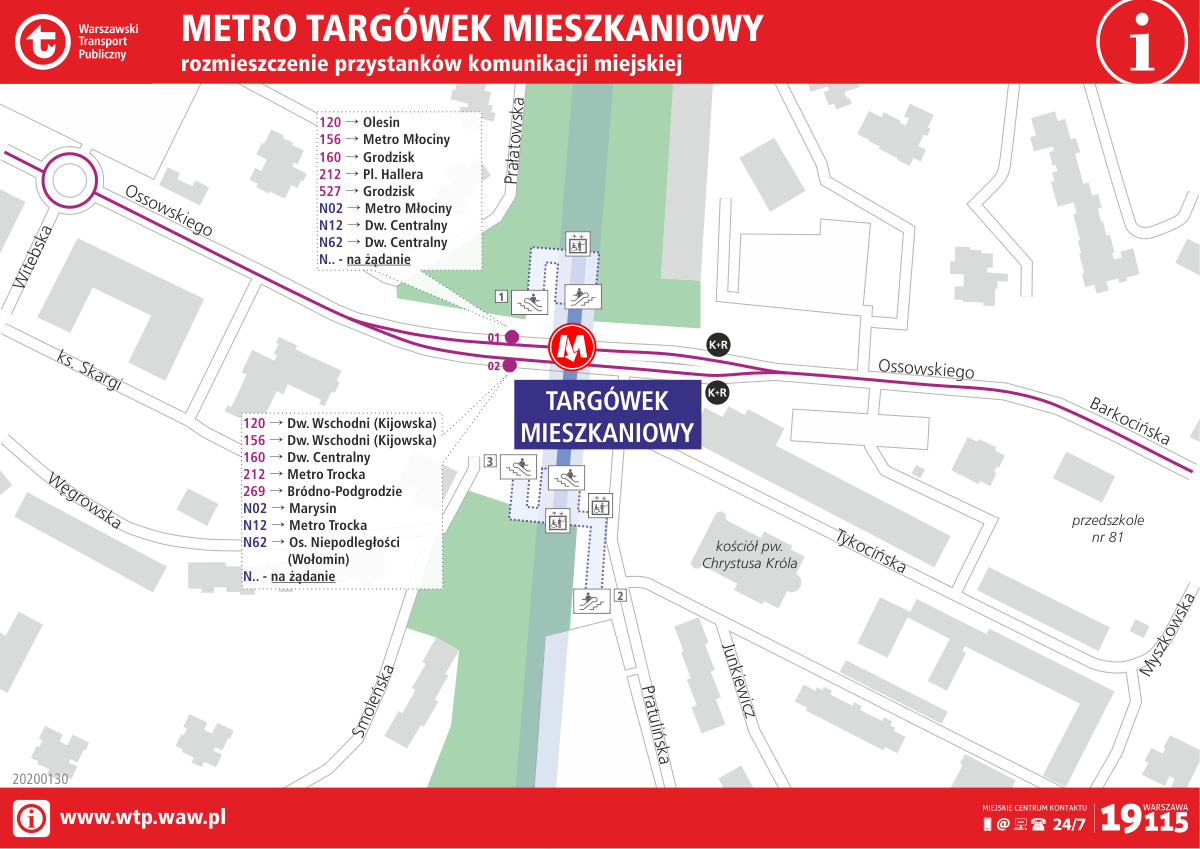 Warszawski
Transport
Publiczny
METRO TARGÓWEK MIESZKANIOWY
rozmieszczenie przystanków komunikacji miejskiej
i
120 → Olesin
156 → Metro Młociny
160 → Grodzisk
212 → Pl. Hallera
527 → Grodzisk
N02 → Metro Młociny
N12 → Dw. Centralny
N62 → Dw. Centralny
N.. - na żądanie
Prałatowska
Ossowskiego
Witebska
1
01
02
M
K+R
K+R
ks. Skargi
Ossowskiego
Barkocińska
TARGÓWEK
MIESZKANIOWY
120 → Dw. Wschodni (Kijowska)
156 → Dw. Wschodni (Kijowska)
160 → Dw. Centralny
212 → Metro Trocka
269 → Bródno-Podgrodzie
N02 → Marysin
N12 → Metro Trocka
N62 → Os. Niepodległości
(Wołomin)
N.. - na żądanie
3
Węgrowska
przedszkole
nr 81
kościół pw.
Chrystusa Króla
Tykocińska
2
Myszkowska
Smoleńska
Junkiewicz
Pratulińska
20200130
www.wtp.waw.pl
MIEJSKIE CENTRUM KONTAKTU
@ 24/7
WARSZAWA
19 115